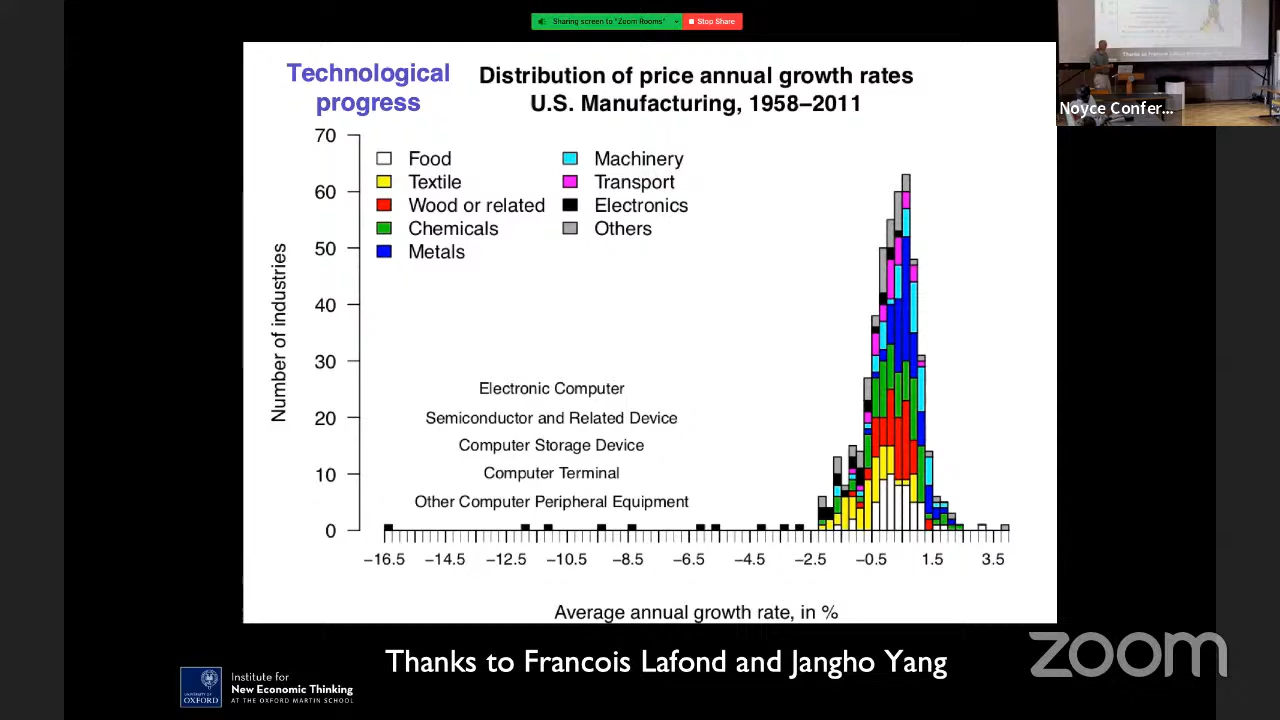 Sharing screen to "Zoom Rooms"
Stop Share
Noyce Confer...
Technological
progress
Distribution of price annual growth rates
U.S. Manufacturing, 1958–2011
Number of industries
70
60
50
40
30
20
10
0
Food
Textile
Wood or related
Chemicals
Metals
Machinery
Transport
Electronics
Others
Electronic Computer
Semiconductor and Related Device
Computer Storage Device
Computer Terminal
Other Computer Peripheral Equipment
−16.5 −14.5 −12.5 −10.5 −8.5 −6.5 −4.5 −2.5 −0.5 1.5 3.5
Average annual growth rate, in %
Thanks to Francois Lafond and Jangho Yang
UNIVERSITY OF
OXFORD
Institute for
New Economic Thinking
AT THE OXFORD MARTIN SCHOOL
zoom